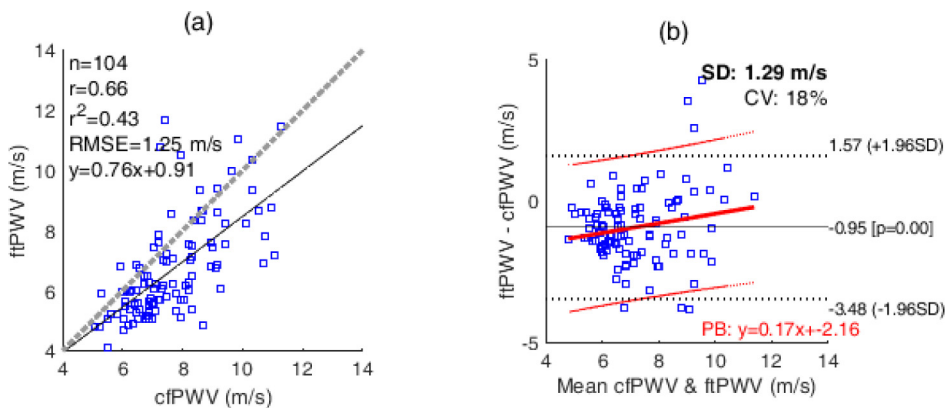 (a)
n=104
r=0.66
r²=0.43
RMSE=1.25 m/s
y=0.76x+0.91
14
12
10
8
6
4
ftPWV (m/s)
4 6 8 10 12 14
cfPWV (m/s)
(b)
SD: 1.29 m/s
CV: 18%
1.57 (+1.96SD)
-0.95 [p=0.00]
-3.48 (-1.96SD)
PB: y=0.17x+-2.16
5
0
-5
ftPWV - cfPWV (m/s)
6 8 10 12 14
Mean cfPWV & ftPWV (m/s)